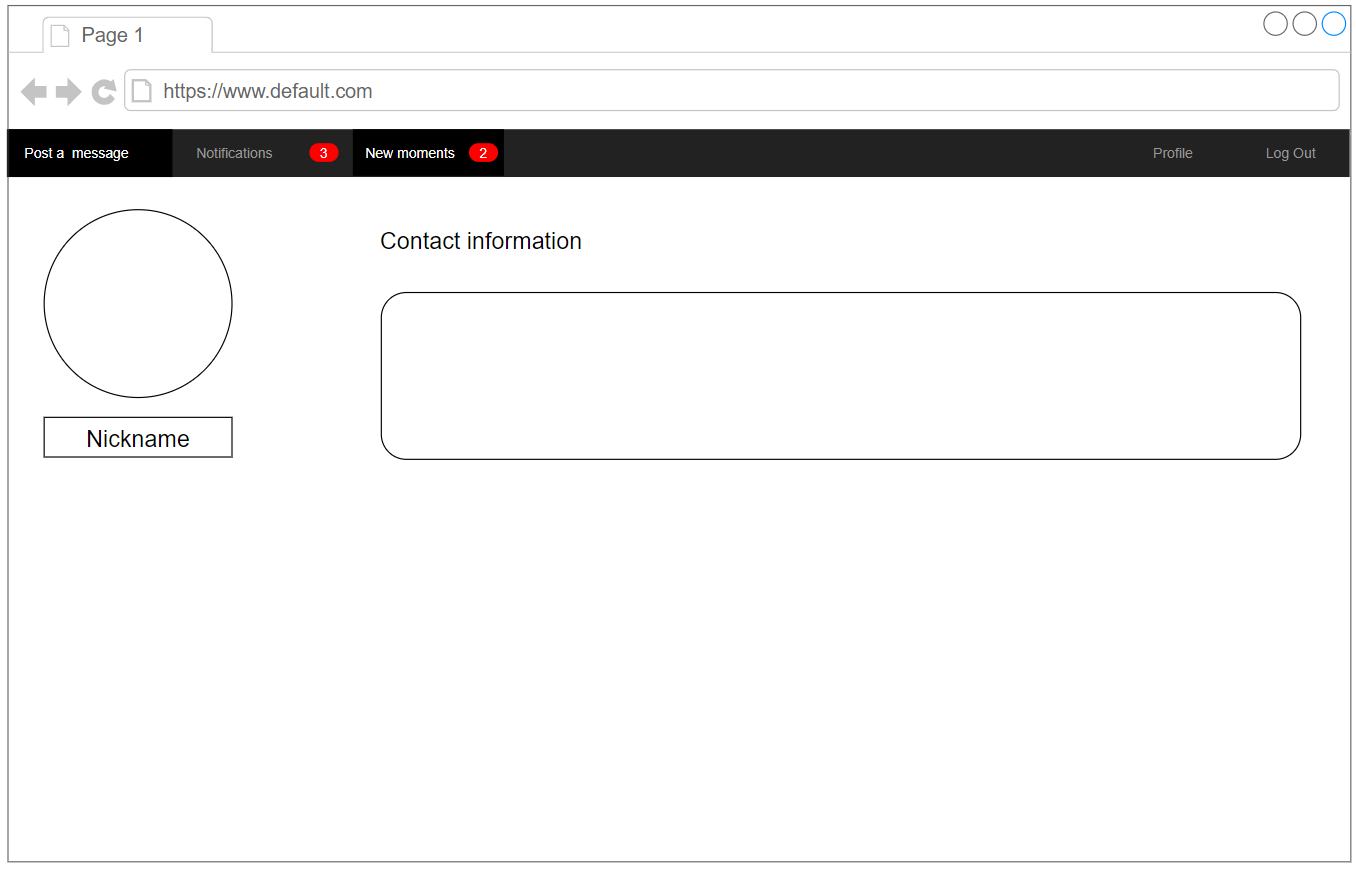 Page 1
https://www.default.com
Post a  message Notifications 3 New moments 2 Profile Log Out
Contact information
Nickname